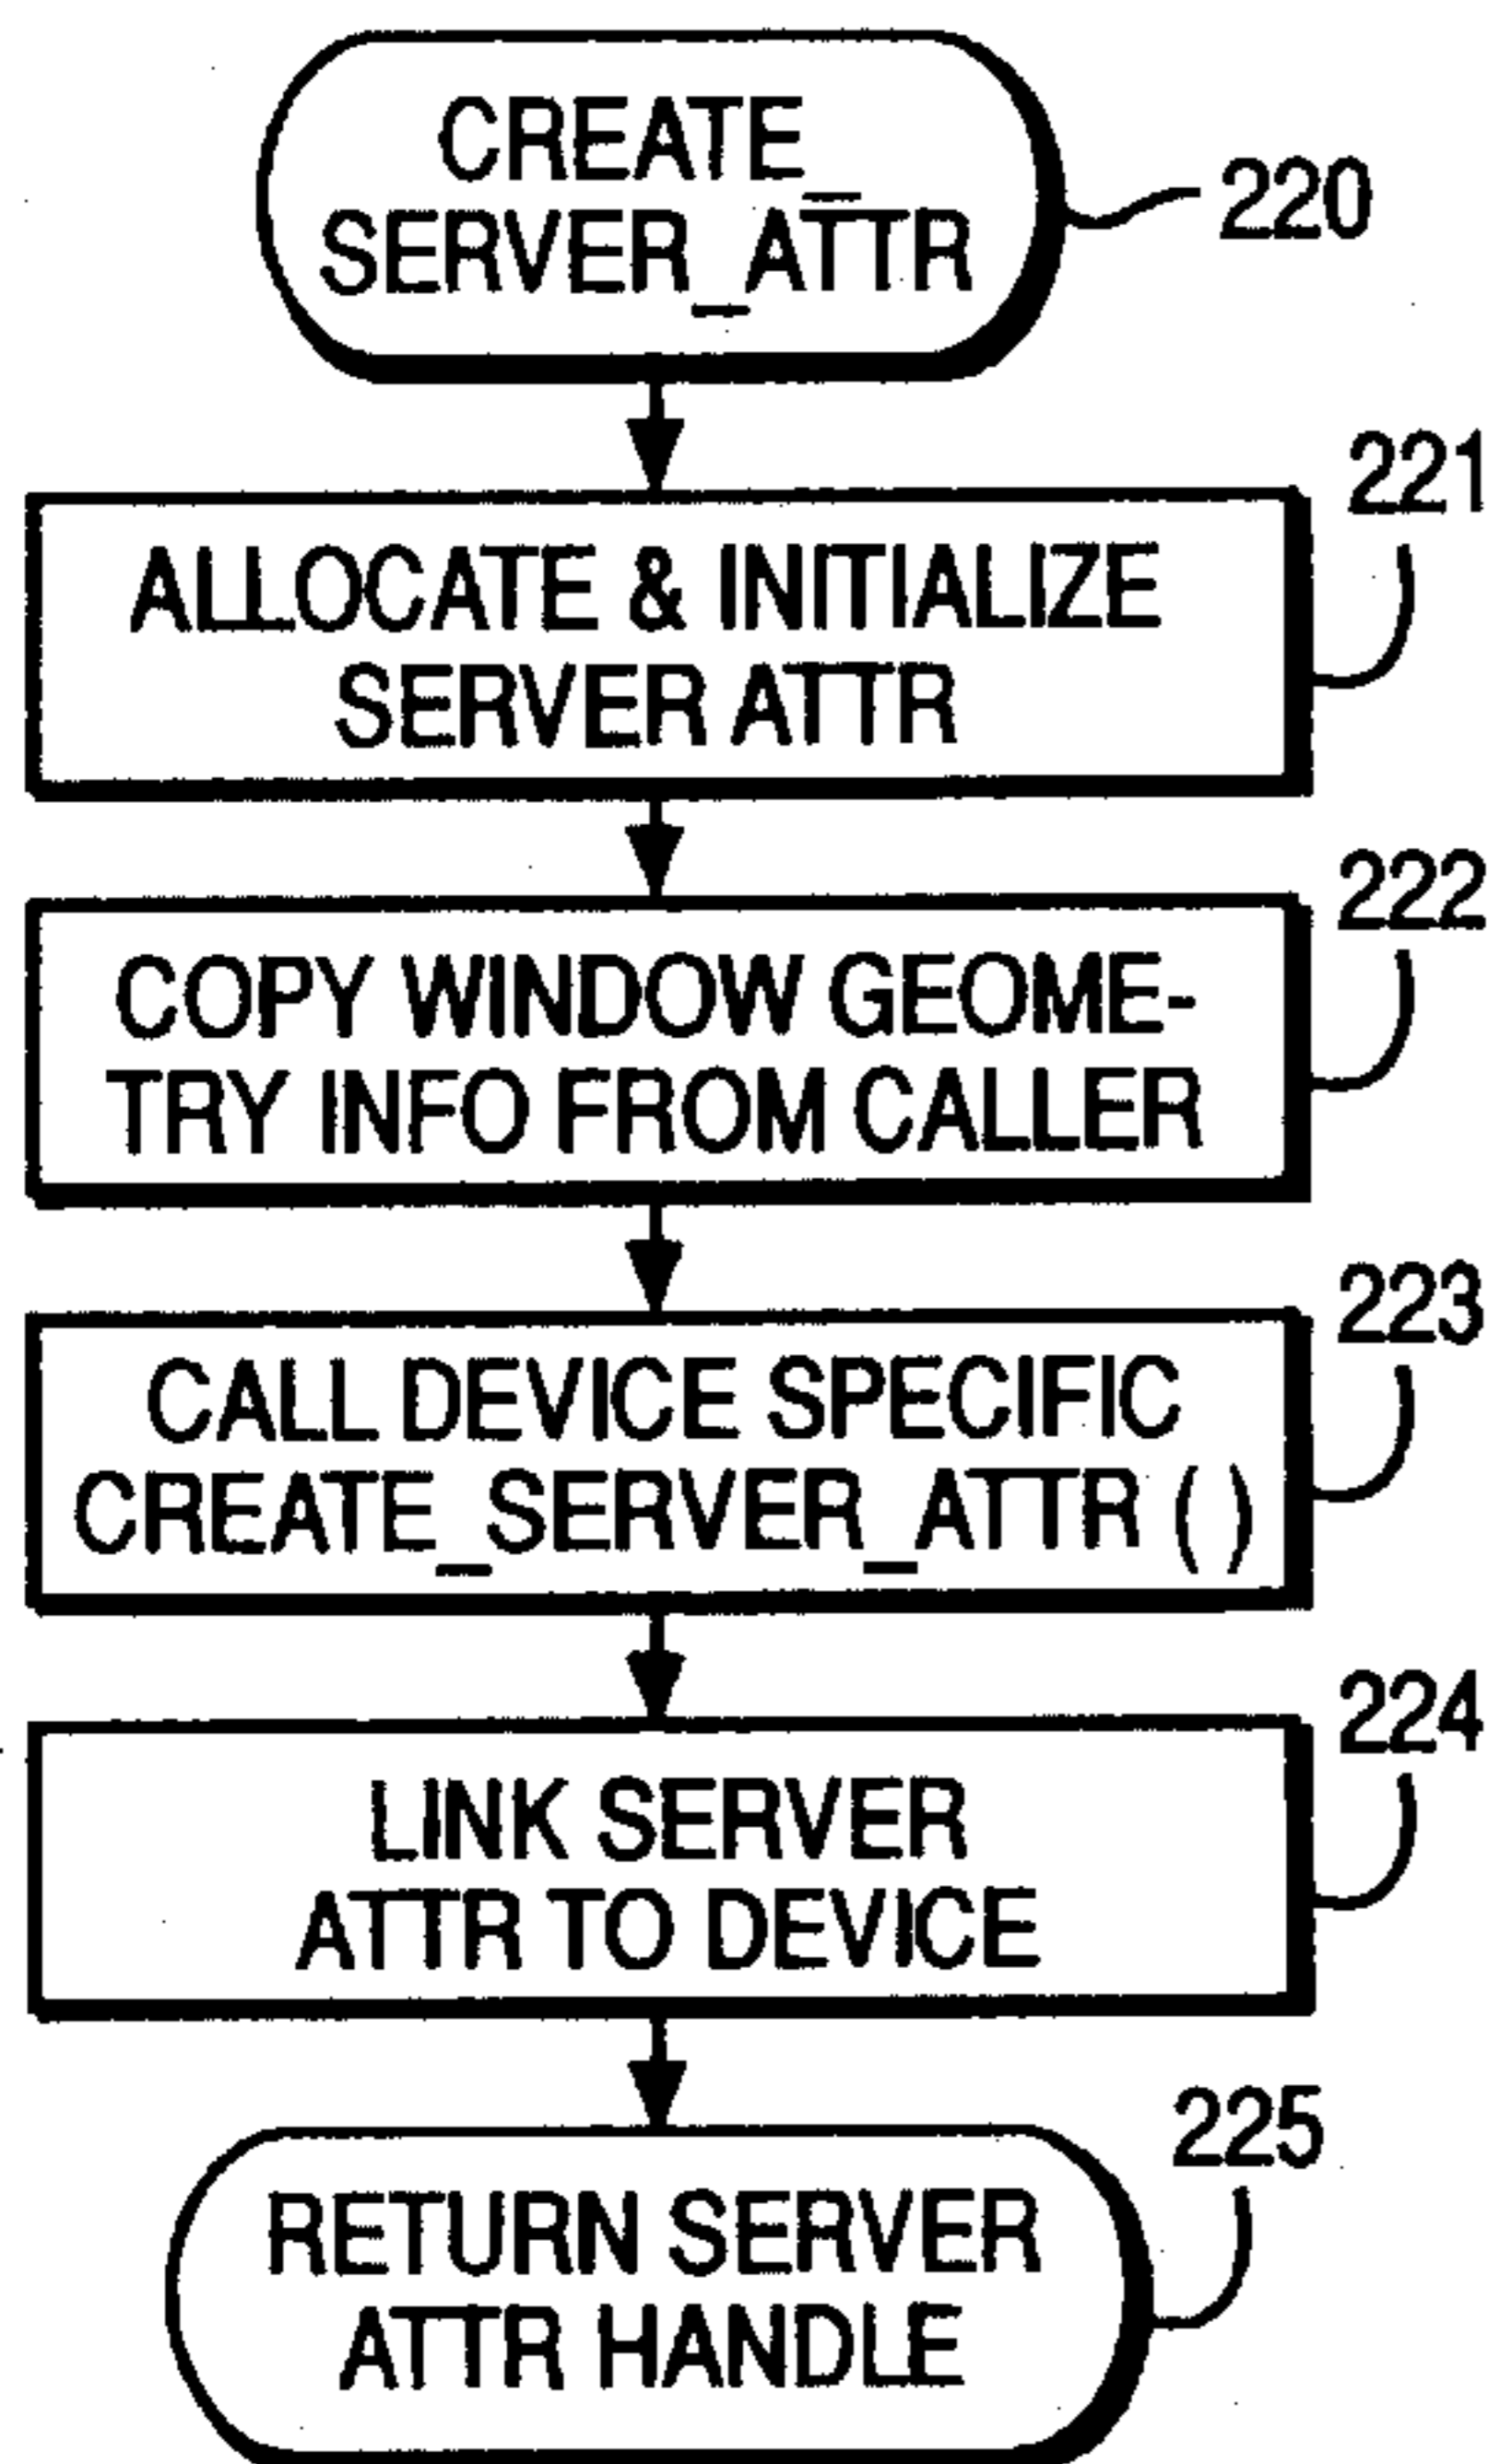 CREATE_
SERVER_ATTR
220
221
ALLOCATE & INITIALIZE
SERVER ATTR
222
COPY WINDOW GEOME-
TRY INFO FROM CALLER
223
CALL DEVICE SPECIFIC
CREATE_SERVER_ATTR ( )
224
LINK SERVER
ATTR TO DEVICE
225
RETURN SERVER
ATTR HANDLE